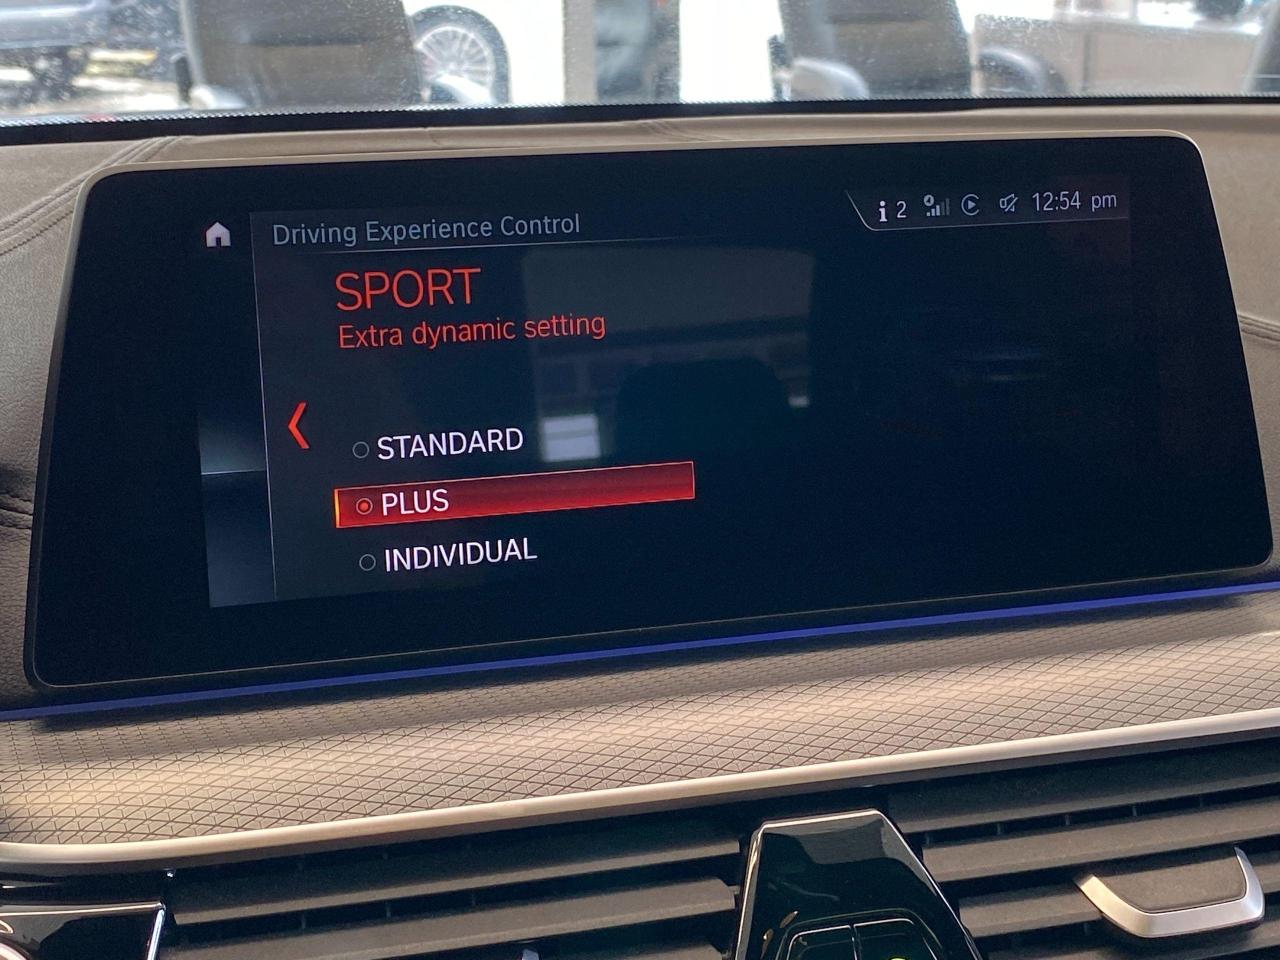 Driving Experience Control
2
12:54 pm
SPORT
Extra dynamic setting
STANDARD
PLUS
INDIVIDUAL